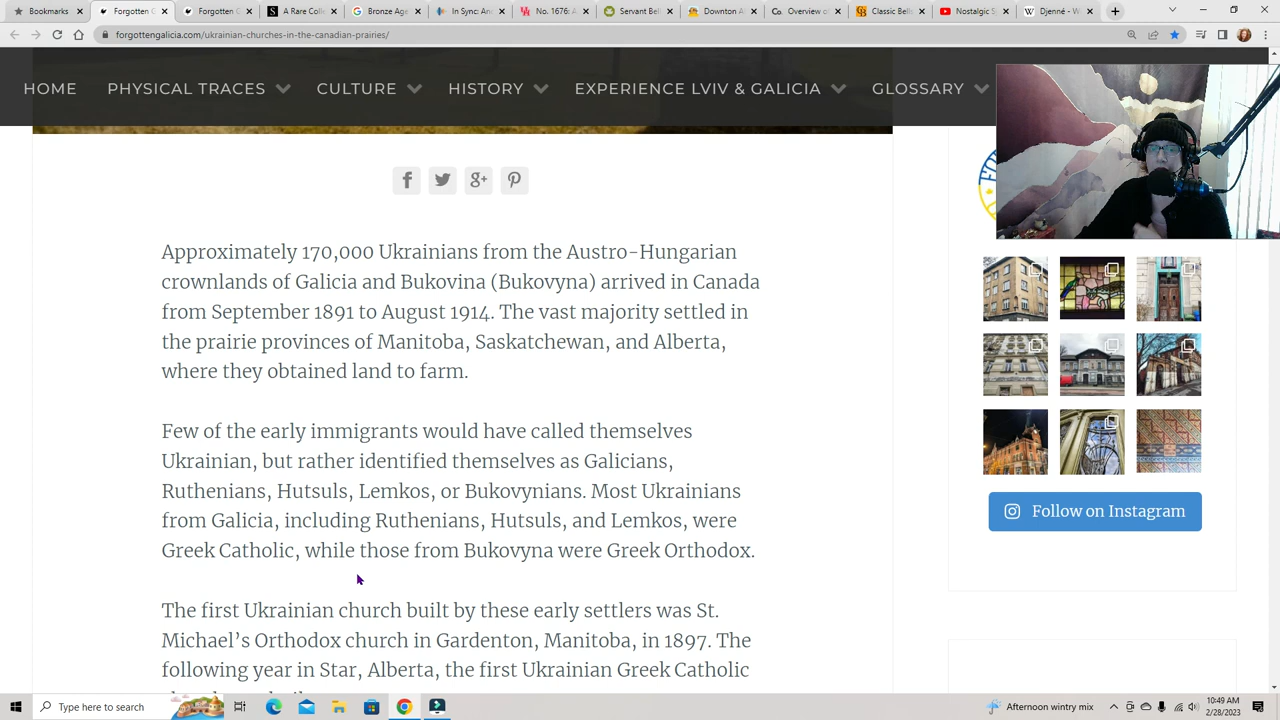 Bookmarks
Forgotten G
Forgotten Ga
A Rare Colle
Foreign Ban
In Sync And
No. 1676: A
Servant Bell
Downton A
Overview of
Classic Bells
Nostalgic S
Djenné - W
forgottengalicia.com/ukrainian-churches-in-the-canadian-prairies/
HOME PHYSICAL TRACES CULTURE HISTORY EXPERIENCE LVIV & GALICIA GLOSSARY
Approximately 170,000 Ukrainians from the Austro-Hungarian
crownlands of Galicia and Bukovina (Bukovyna) arrived in Canada
from September 1891 to August 1914. The vast majority settled in
the prairie provinces of Manitoba, Saskatchewan, and Alberta,
where they obtained land to farm.
Few of the early immigrants would have called themselves
Ukrainian, but rather identified themselves as Galicians,
Ruthenians, Hutsuls, Lemkos, or Bukovynians. Most Ukrainians
from Galicia, including Ruthenians, Hutsuls, and Lemkos, were
Greek Catholic, while those from Bukovyna were Greek Orthodox.
The first Ukrainian church built by these early settlers was St.
Michael's Orthodox church in Gardenton, Manitoba, in 1897. The
following year in Star, Alberta, the first Ukrainian Greek Catholic
Follow on Instagram
Type here to search
Afternoon wintry mix
10:49 AM
2/28/2023